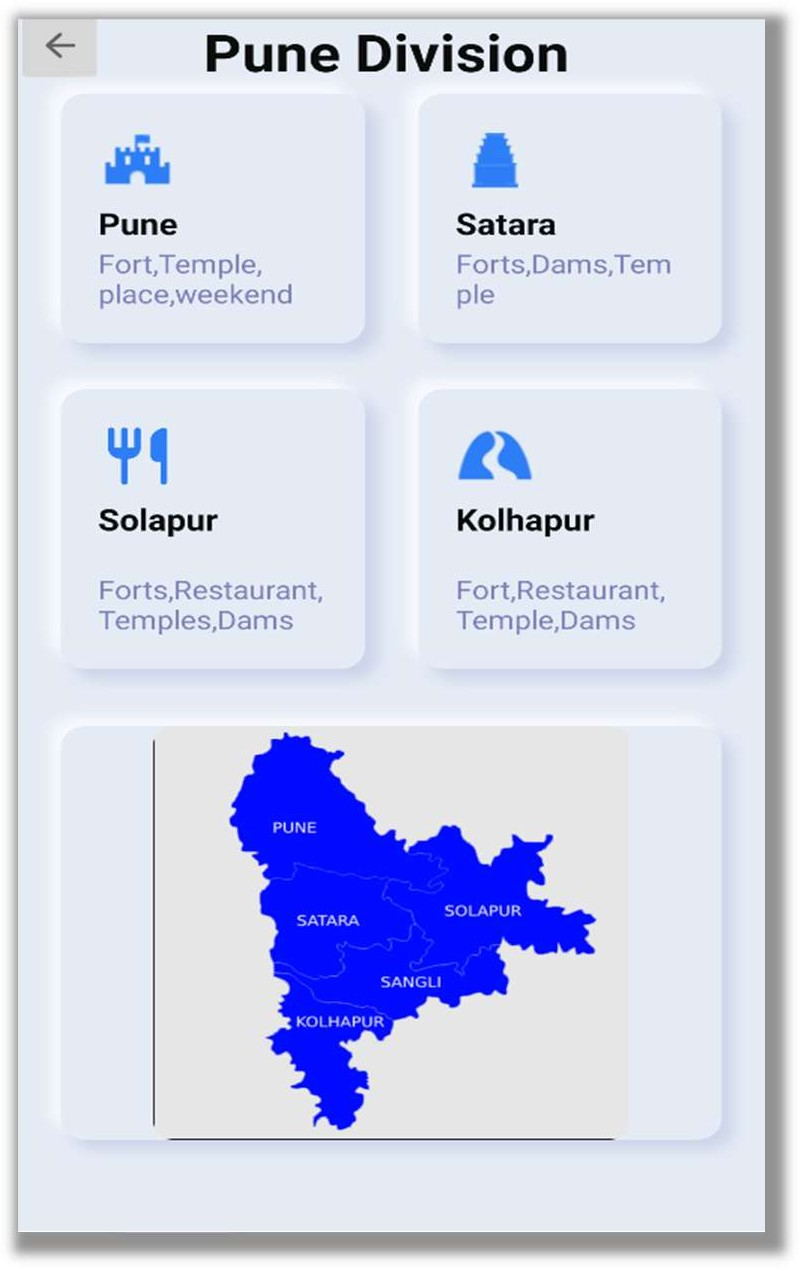 Pune Division
Pune
Fort,Temple,
place,weekend
Satara
Forts,Dams,Tem
ple
Solapur
Forts,Restaurant,
Temples,Dams
Kolhapur
Fort,Restaurant,
Temple,Dams
PUNE
SATARA
SOLAPUR
SANGLI
KOLHAPUR